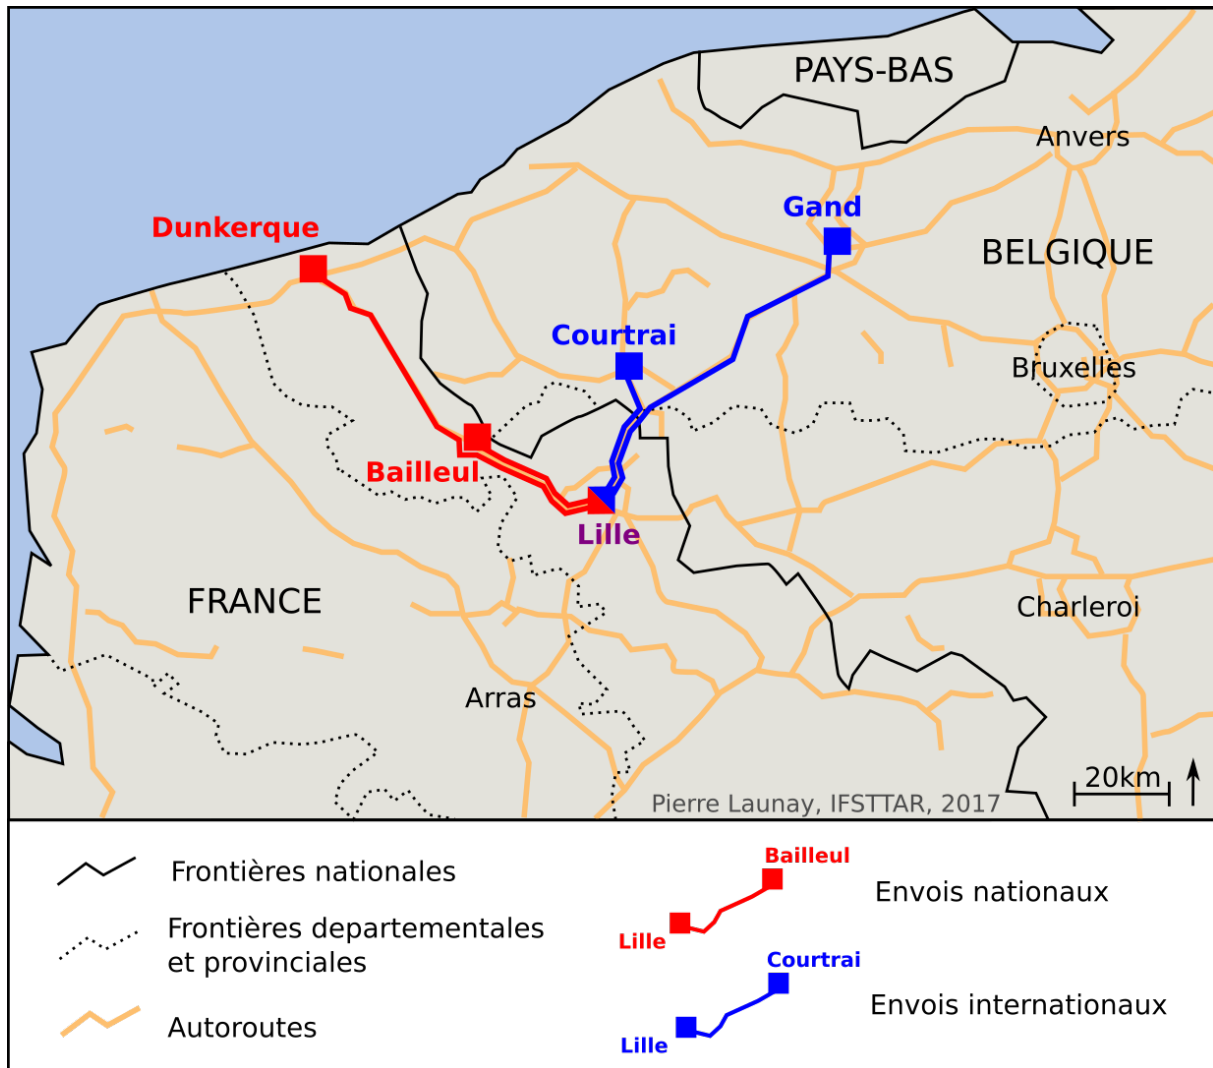 PAYS-BAS
Anvers
Gand
Dunkerque
BELGIQUE
Courtrai
Bruxelles
Bailleul
Lille
FRANCE
Charleroi
Arras
20km
Pierre Launay, IFSTTAR, 2017
Frontières nationales
Frontières departementales
et provinciales
Autoroutes
Bailleul
Lille
Envois nationaux
Courtrai
Lille
Envois internationaux